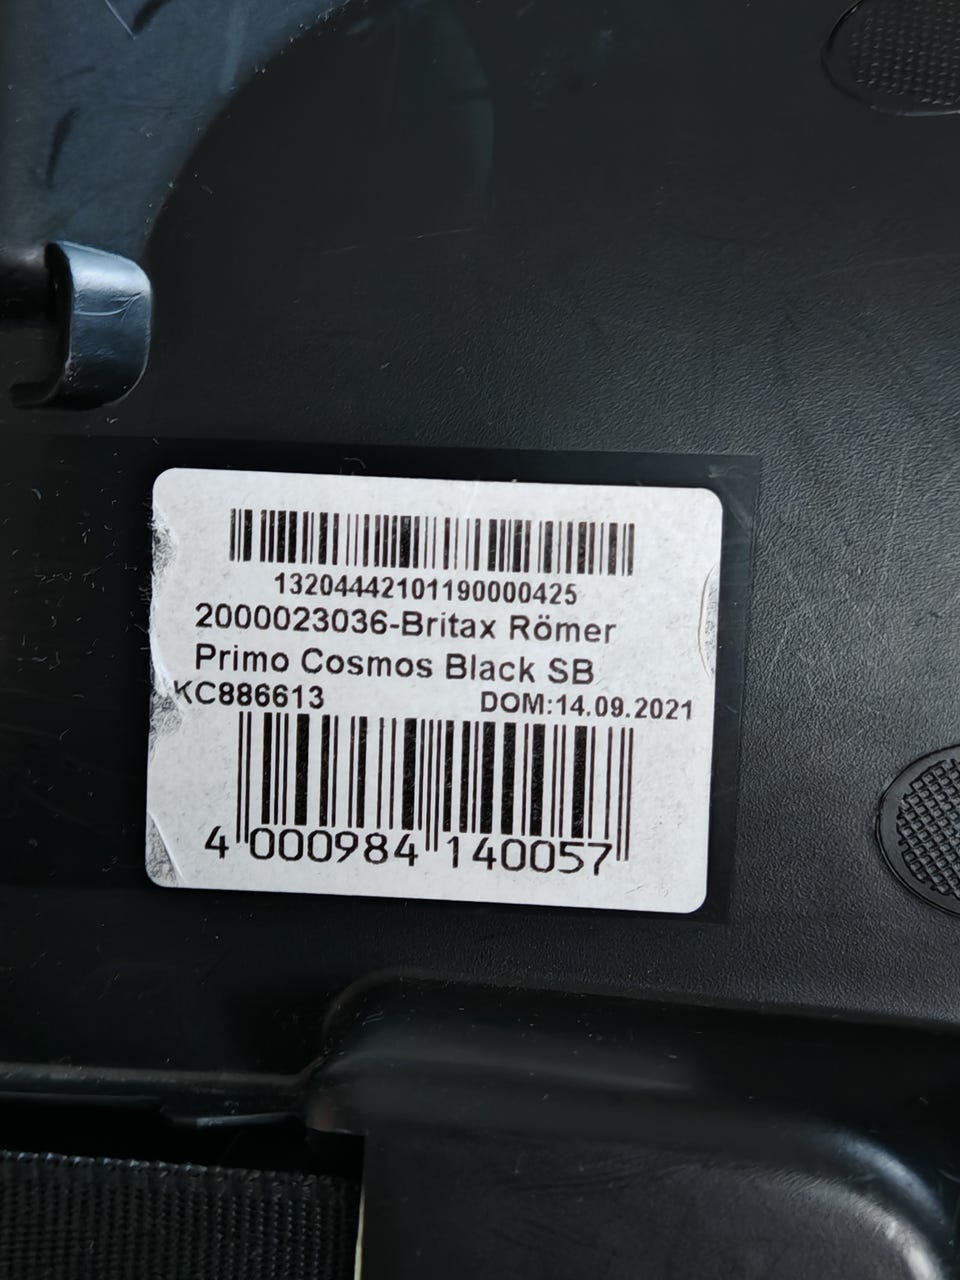 13204442101190000425
2000023036-Britax Römer
Primo Cosmos Black SB
KC886613 DOM:14.09.2021
4 000984 140057